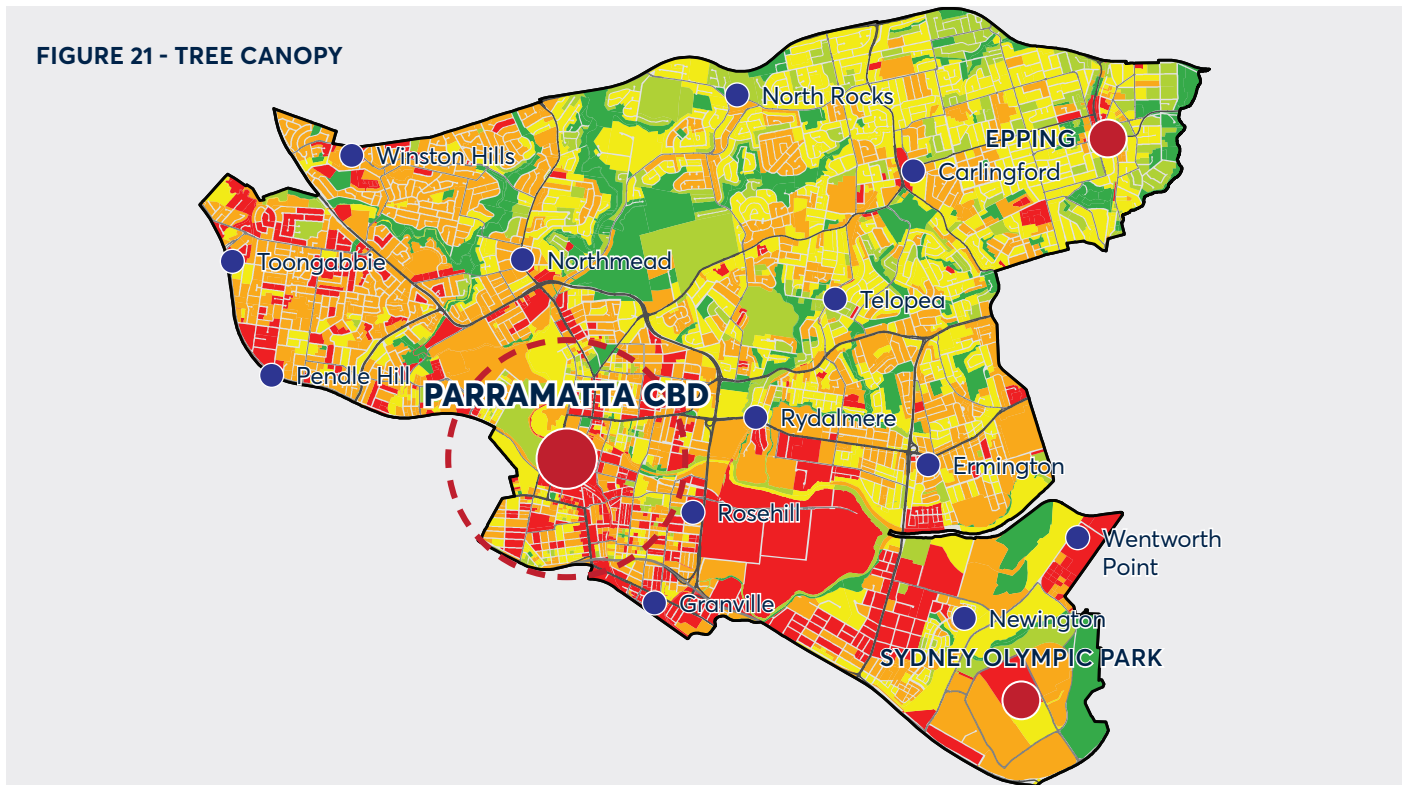 FIGURE 21 - TREE CANOPY
North Rocks
EPPING
Winston Hills
Carlingford
Toongabbie
Northmead
Telopea
Pendle Hill
PARRAMATTA CBD
Rydalmere
Ermington
Rosehill
Wentworth
Point
Granville
Newington
SYDNEY OLYMPIC PARK